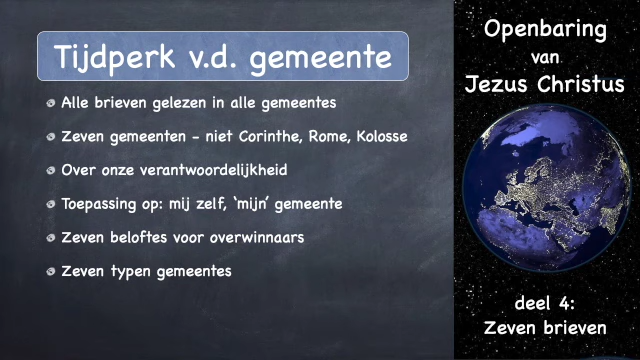 Tijdperk v.d. gemeente
Alle brieven gelezen in alle gemeentes
Zeven gemeenten - niet Corinthe, Rome, Kolosse
Over onze verantwoordelijkheid
Toepassing op: mij zelf, 'mijn' gemeente
Zeven beloftes voor overwinnaars
Zeven typen gemeentes
Openbaring
van
Jezus Christus
deel 4:
Zeven brieven